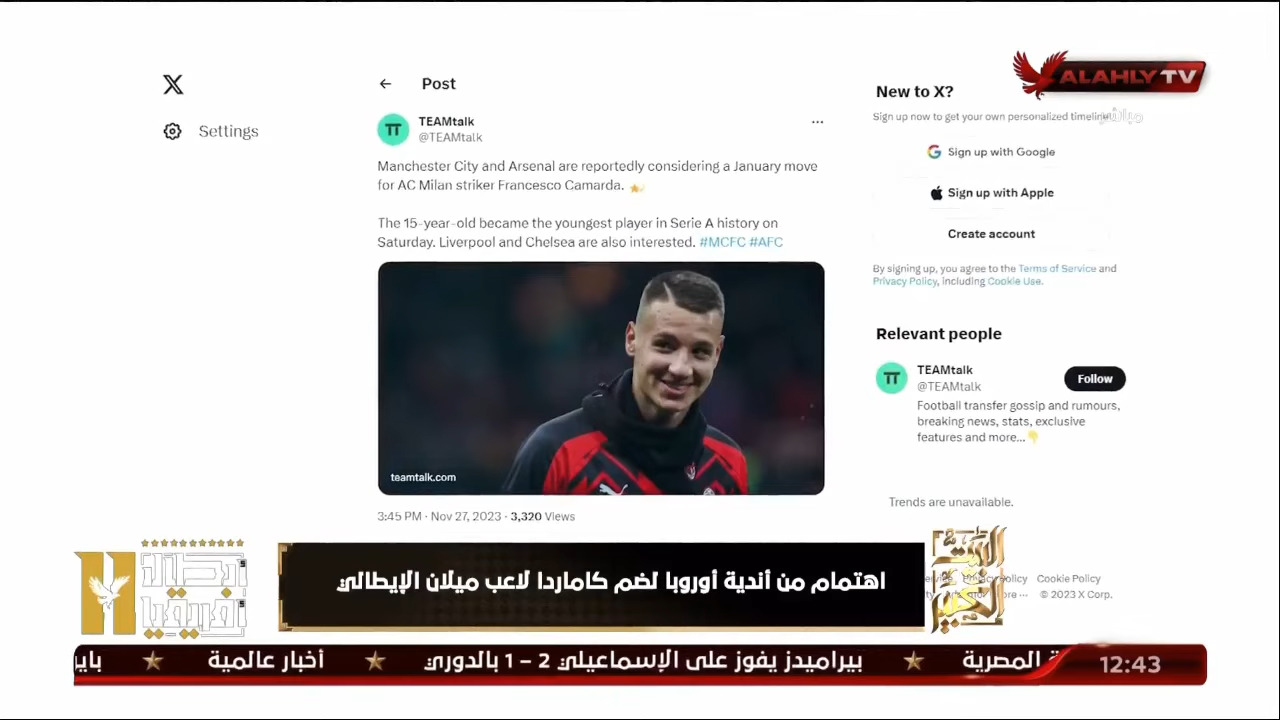 Post
Settings
TEAMtalk
@TEAMtalk
Manchester City and Arsenal are reportedly considering a January move
for AC Milan striker Francesco Camarda.
The 15-year-old became the youngest player in Serie A history on
Saturday. Liverpool and Chelsea are also interested. #MCFC #AFC
teamtalk.com
3:45 PM · Nov 27, 2023 · 3,320 Views
ALAHLY TV
مباشر
New to X?
Sign up now to get your own personalized timeline
Sign up with Google
Sign up with Apple
Create account
By signing up, you agree to the Terms of Service and
Privacy Policy, including Cookie Use.
Relevant people
TEAMtalk
@TEAMtalk
Follow
Football transfer gossip and rumours,
breaking news, stats, exclusive
features and more...
Trends are unavailable.
Privacy Policy Cookie Policy
© 2023 X Corp.
أبطال
أفريقيا
اهتمام من أندية أوروبا لضم كاماردا لاعب ميلان الإيطالي
البيت
الكبير
المصرية ★ بيراميدز يفوز على الإسماعيلي 2 - 1 بالدوري ★ أخبار عالمية ★
12:43